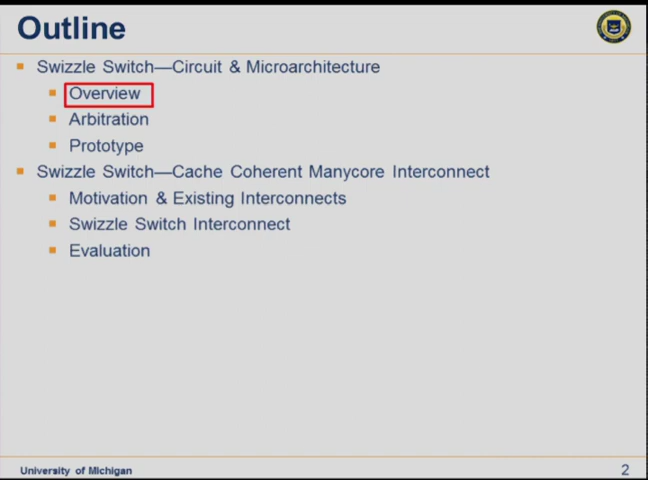 Outline
Swizzle Switch—Circuit & Microarchitecture
Overview
Arbitration
Prototype
Swizzle Switch—Cache Coherent Manycore Interconnect
Motivation & Existing Interconnects
Swizzle Switch Interconnect
Evaluation
University of Michigan
2